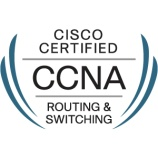 CISCO
CERTIFIED
CCNA
ROUTING &
SWITCHING